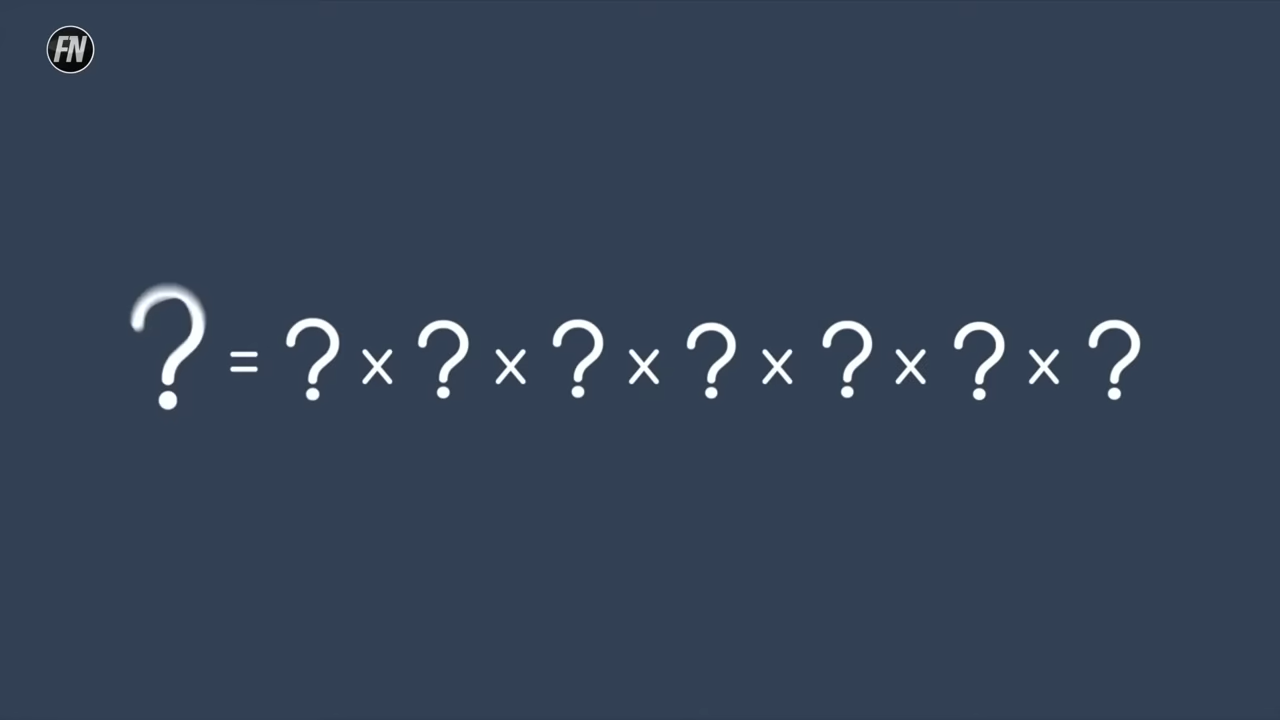 FN
? = ? × ? × ? × ? × ? × ? × ?